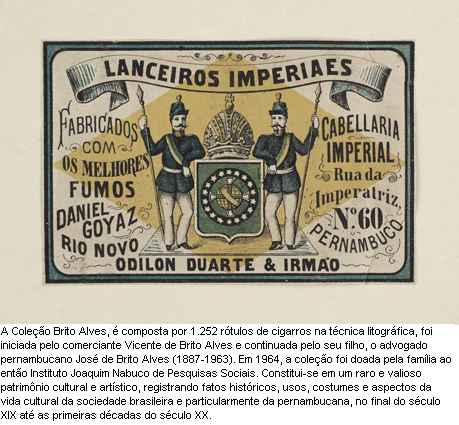 LANCEIROS IMPERIAES
FABRICADOS
COM
OS MELHORES
FUMOS
DANIEL
GOYAZ
RIO NOVO
CABELLARIA
IMPERIAL
Rua da
Imperatriz,
Nº 60
PERNAMBUCO
ODILON DUARTE & IRMÃO
A Coleção Brito Alves, é composta por 1.252 rótulos de cigarros na técnica litográfica, foi
iniciada pelo comerciante Vicente de Brito Alves e continuada pelo seu filho, o advogado
pernambucano José de Brito Alves (1887-1963). Em 1964, a coleção foi doada pela família ao
então Instituto Joaquim Nabuco de Pesquisas Sociais. Constitui-se em um raro e valioso
patrimônio cultural e artístico, registrando fatos históricos, usos, costumes e aspectos da
vida cultural da sociedade brasileira e particularmente da pernambucana, no final do século
XIX até as primeiras décadas do século XX.